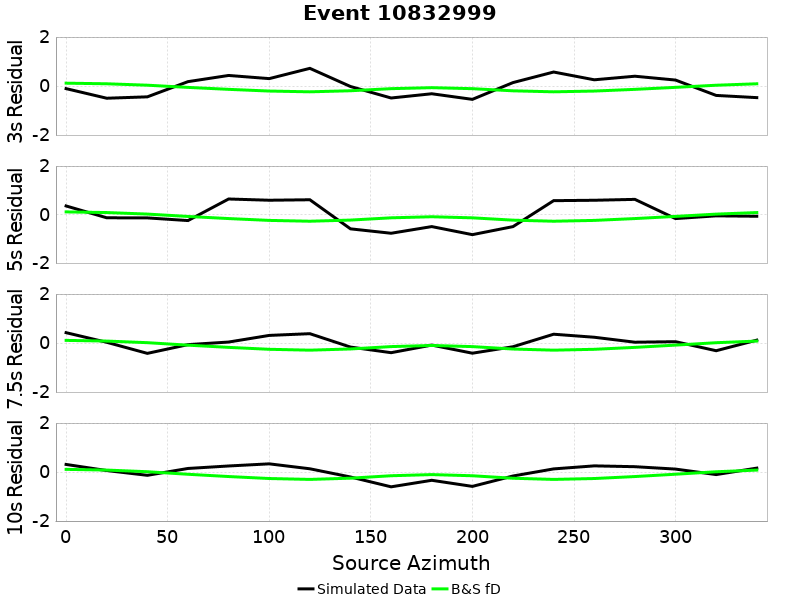 Event 10832999
3s Residual
2
0
-2
5s Residual
2
0
-2
7.5s Residual
2
0
-2
10s Residual
2
0
-2
0 50 100 150 200 250 300
Source Azimuth
Simulated Data B&S fD